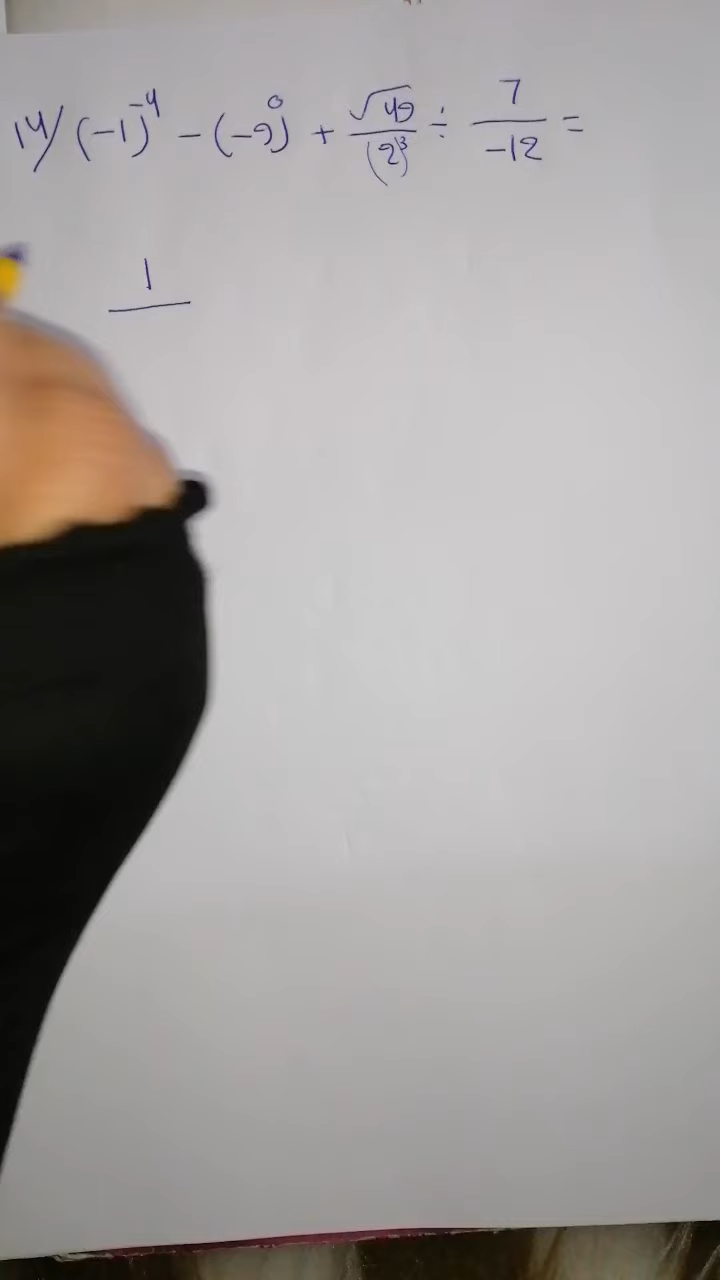 14/ (-1)^-4 - (-9)^0 + √49/(2)^3 ÷ 7/-12 =
1